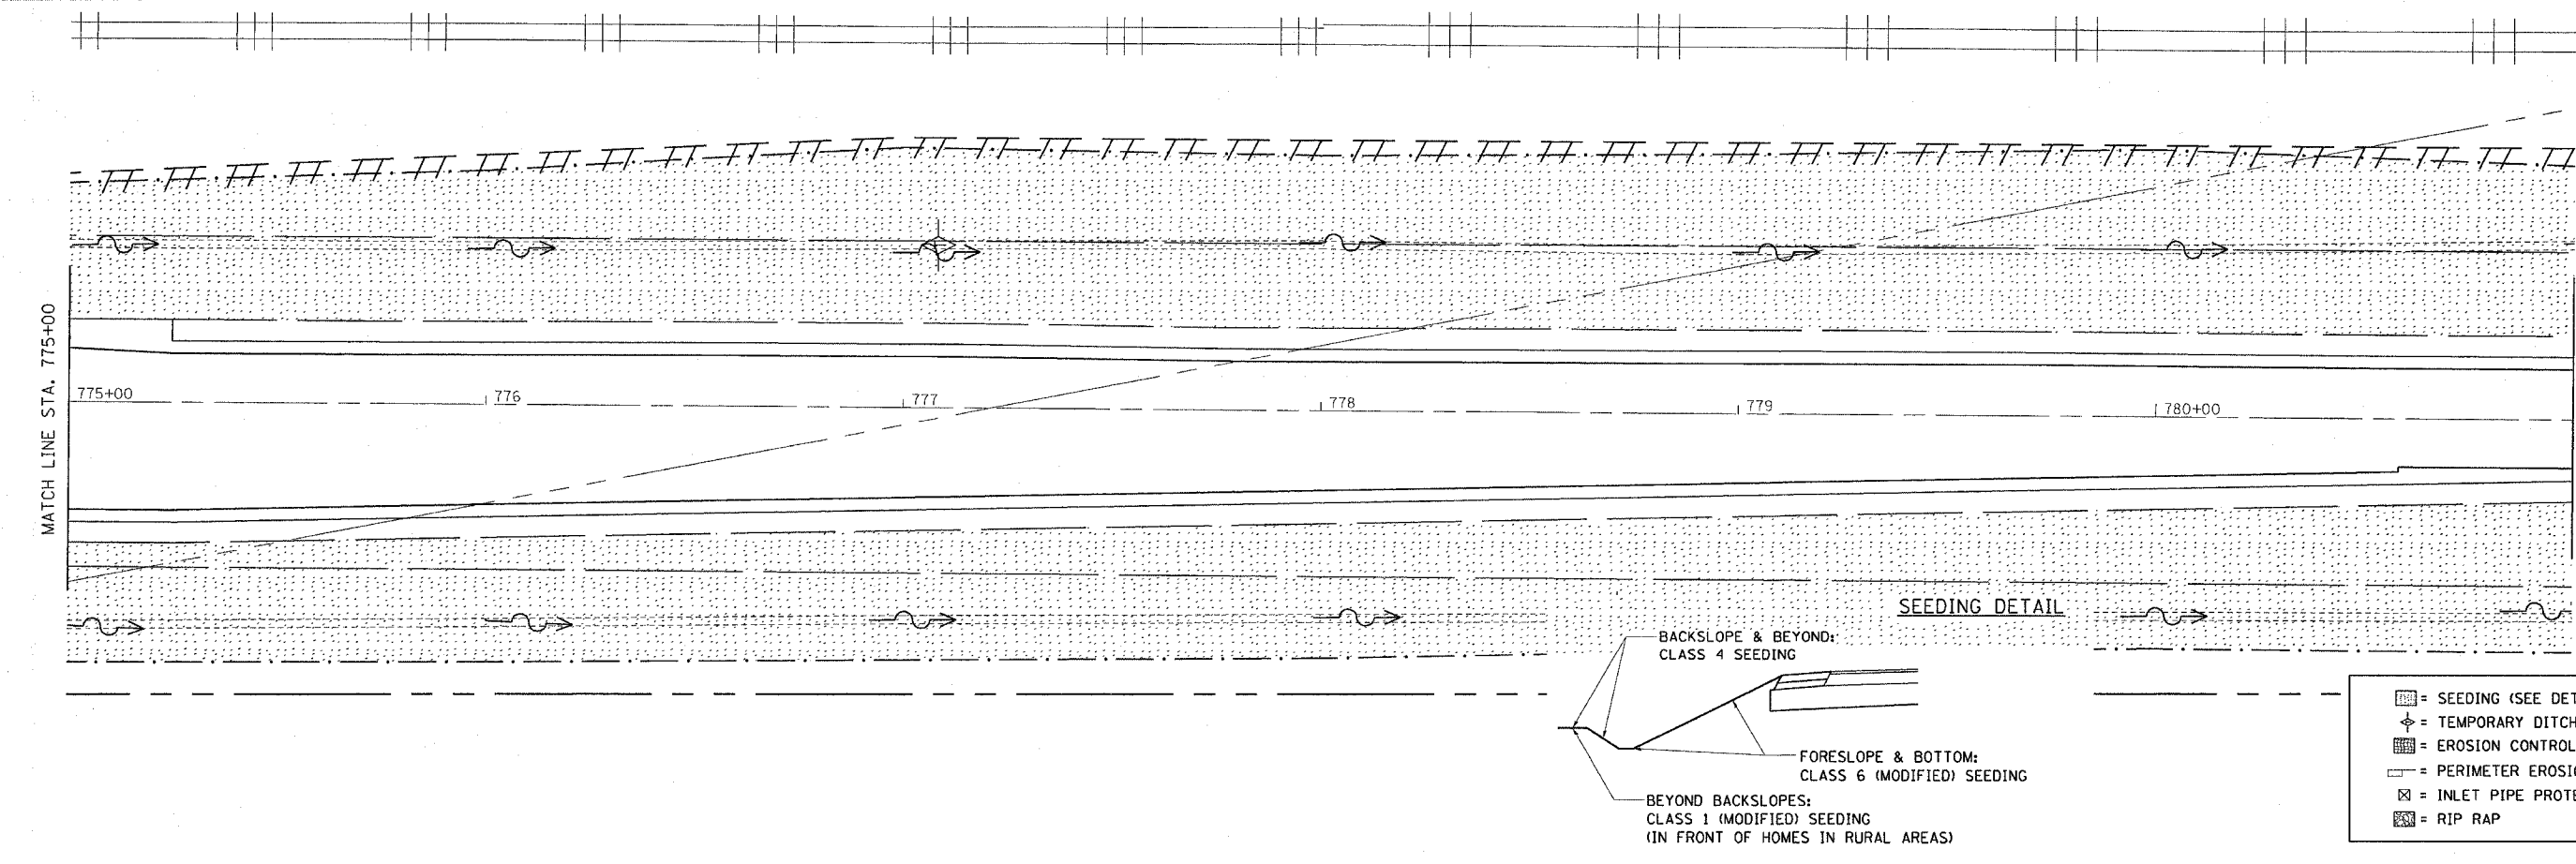 MATCH LINE STA. 775+00
775+00
776
777
778
779
780+00
SEEDING DETAIL
BACKSLOPE & BEYOND:
CLASS 4 SEEDING
FORESLOPE & BOTTOM:
CLASS 6 (MODIFIED) SEEDING
BEYOND BACKSLOPES:
CLASS 1 (MODIFIED) SEEDING
(IN FRONT OF HOMES IN RURAL AREAS)
= SEEDING (SEE DET
= TEMPORARY DITCH
= EROSION CONTROL
= PERIMETER EROSI
= INLET PIPE PROTE
= RIP RAP